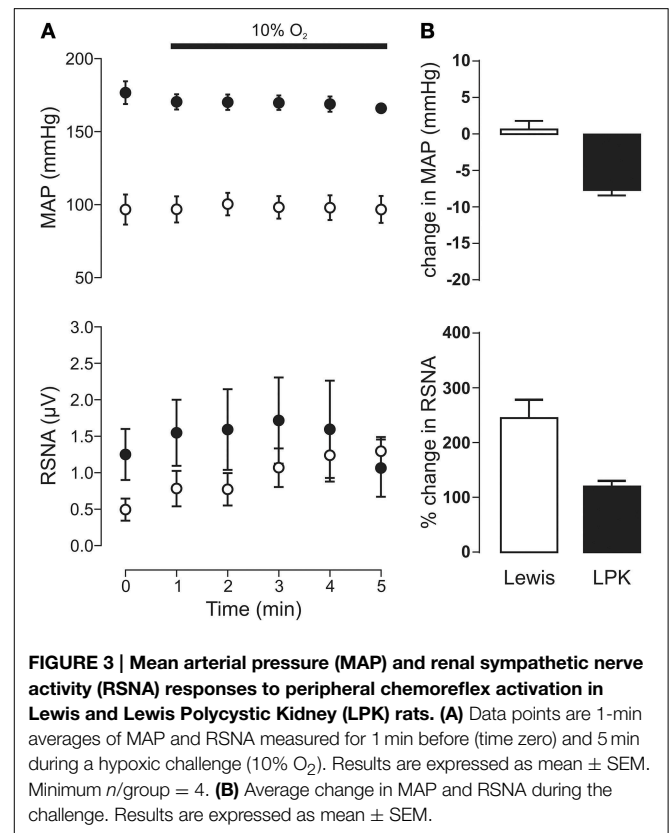 A
10% O₂
200
150
100
50
MAP (mmHg)
B
10
5
0
-5
-10
-15
-20
change in MAP (mmHg)
3.0
2.5
2.0
1.5
1.0
0.5
0.0
RSNA (µV)
0 1 2 3 4 5
Time (min)
400
300
200
100
0
% change in RSNA
Lewis LPK
FIGURE 3 | Mean arterial pressure (MAP) and renal sympathetic nerve
activity (RSNA) responses to peripheral chemoreflex activation in
Lewis and Lewis Polycystic Kidney (LPK) rats. (A) Data points are 1-min
averages of MAP and RSNA measured for 1 min before (time zero) and 5 min
during a hypoxic challenge (10% O₂). Results are expressed as mean ± SEM.
Minimum n/group = 4. (B) Average change in MAP and RSNA during the
challenge. Results are expressed as mean ± SEM.